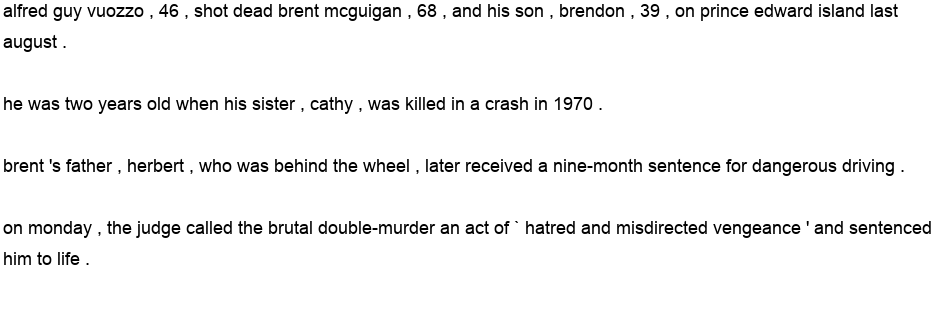 alfred guy vuozzo , 46 , shot dead brent mcguigan , 68 , and his son , brendon , 39 , on prince edward island last
august .
he was two years old when his sister , cathy , was killed in a crash in 1970 .
brent 's father , herbert , who was behind the wheel , later received a nine-month sentence for dangerous driving .
on monday , the judge called the brutal double-murder an act of ` hatred and misdirected vengeance ' and sentenced
him to life .